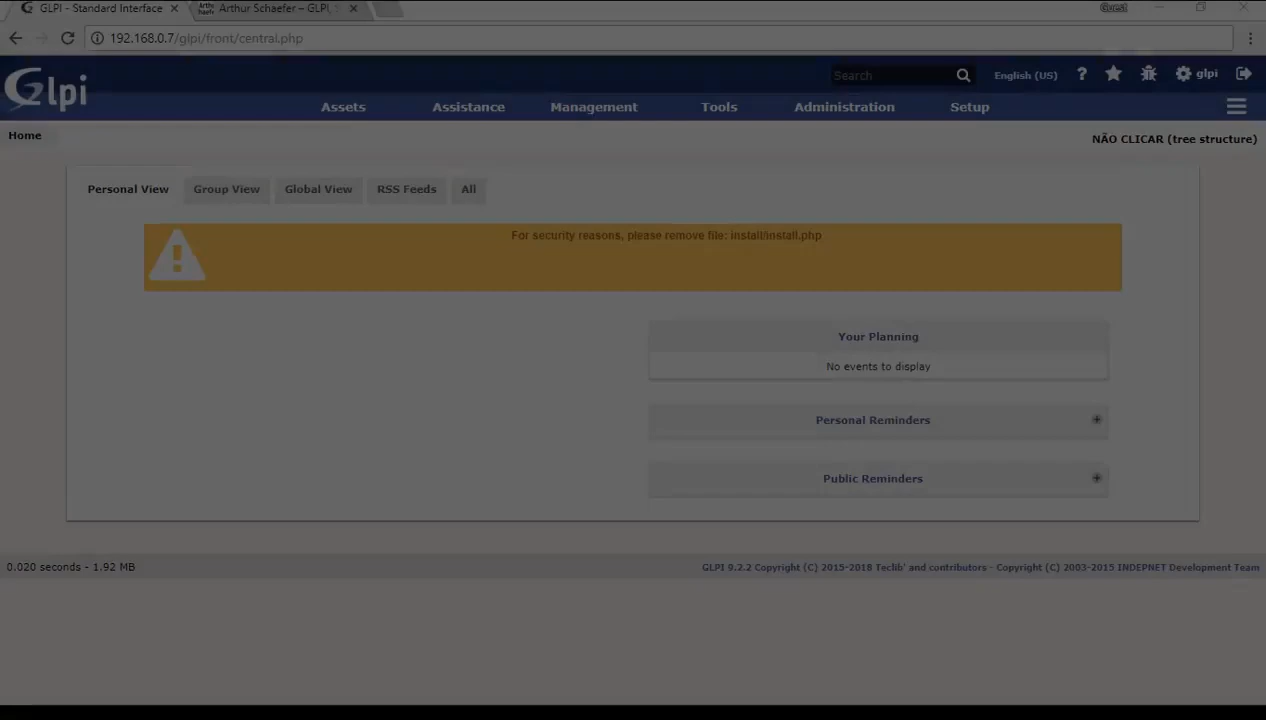 GLPI - Standard Interface
Arthur Schaefer – GLPI
Guest
192.168.0.7/glpi/front/central.php
Glpi
Search
English (US)
?
glpi
Assets
Assistance
Management
Tools
Administration
Setup
Home
NÃO CLICAR (tree structure)
Personal View
Group View
Global View
RSS Feeds
All
For security reasons, please remove file: install/install.php
Your Planning
No events to display
Personal Reminders
Public Reminders
0.020 seconds - 1.92 MB
GLPI 9.2.2 Copyright (C) 2015-2018 Teclib' and contributors - Copyright (C) 2003-2015 INDEPNET Development Team